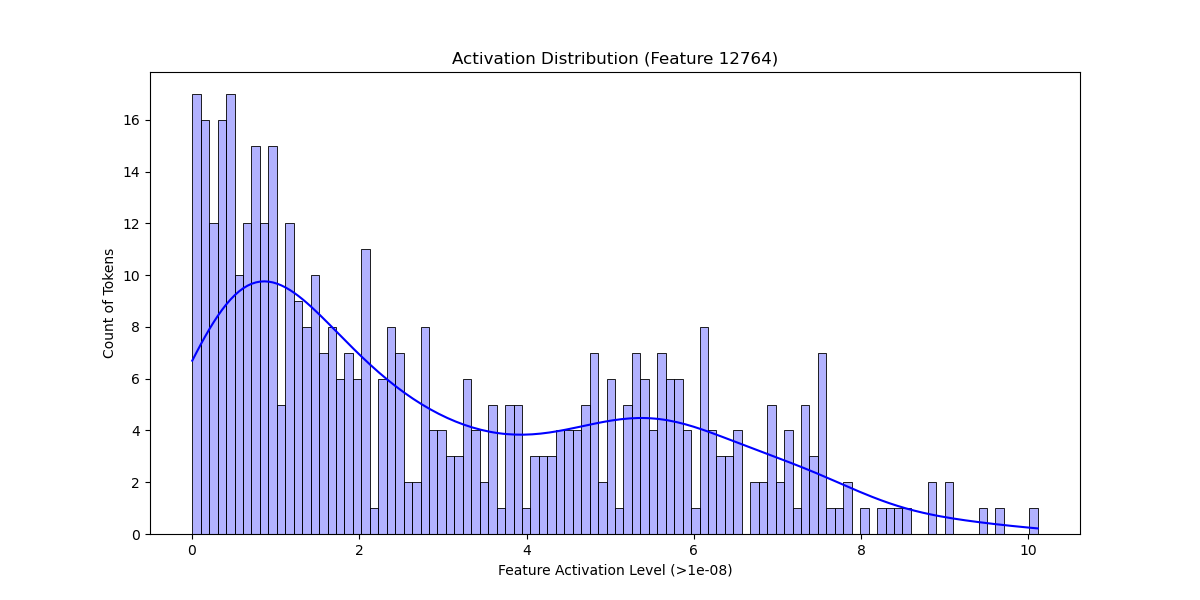 Activation Distribution (Feature 12764)
Count of Tokens
16
14
12
10
8
6
4
2
0
0 2 4 6 8 10
Feature Activation Level (>1e-08)